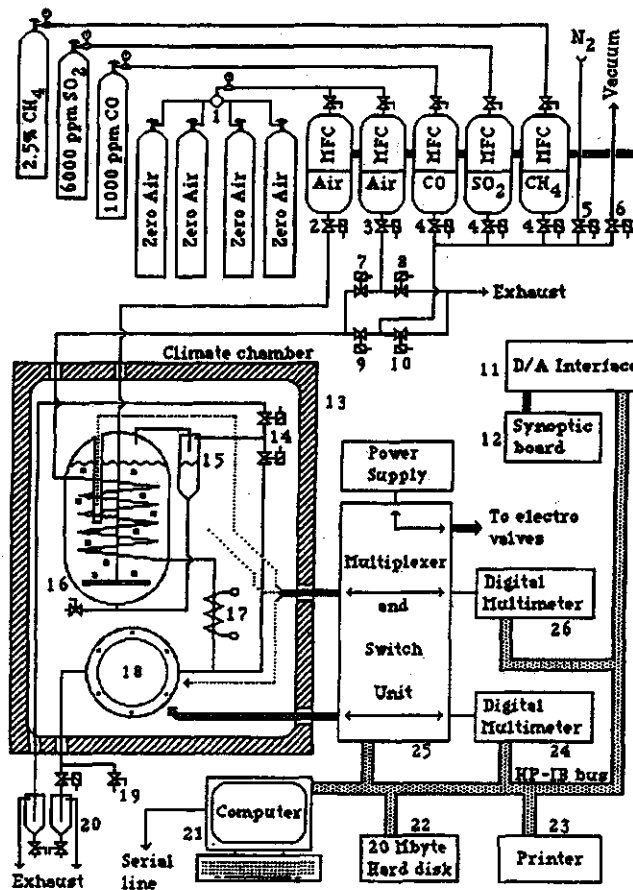 2.5% CH4
6000 ppm SO2
1000 ppm CO
Zero Air
Zero Air
Zero Air
Zero Air
1
MFC
Air
MFC
Air
MFC
CO
MFC
SO2
MFC
CH4
N2
Vacuum
2
3
4
4
4
5
6
7
8
Exhaust
9
10
Climate chamber
11
D/A Interface
12
Synoptic
board
13
14
15
16
17
18
Power
Supply
To electro
valves
Multiplexer
and
Switch
Unit
Digital
Multimeter
26
Digital
Multimeter
25
24
HP-IB bus
19
20
Exhaust
Computer
21
Serial
line
22
20 Mbyte
Hard disk
23
Printer